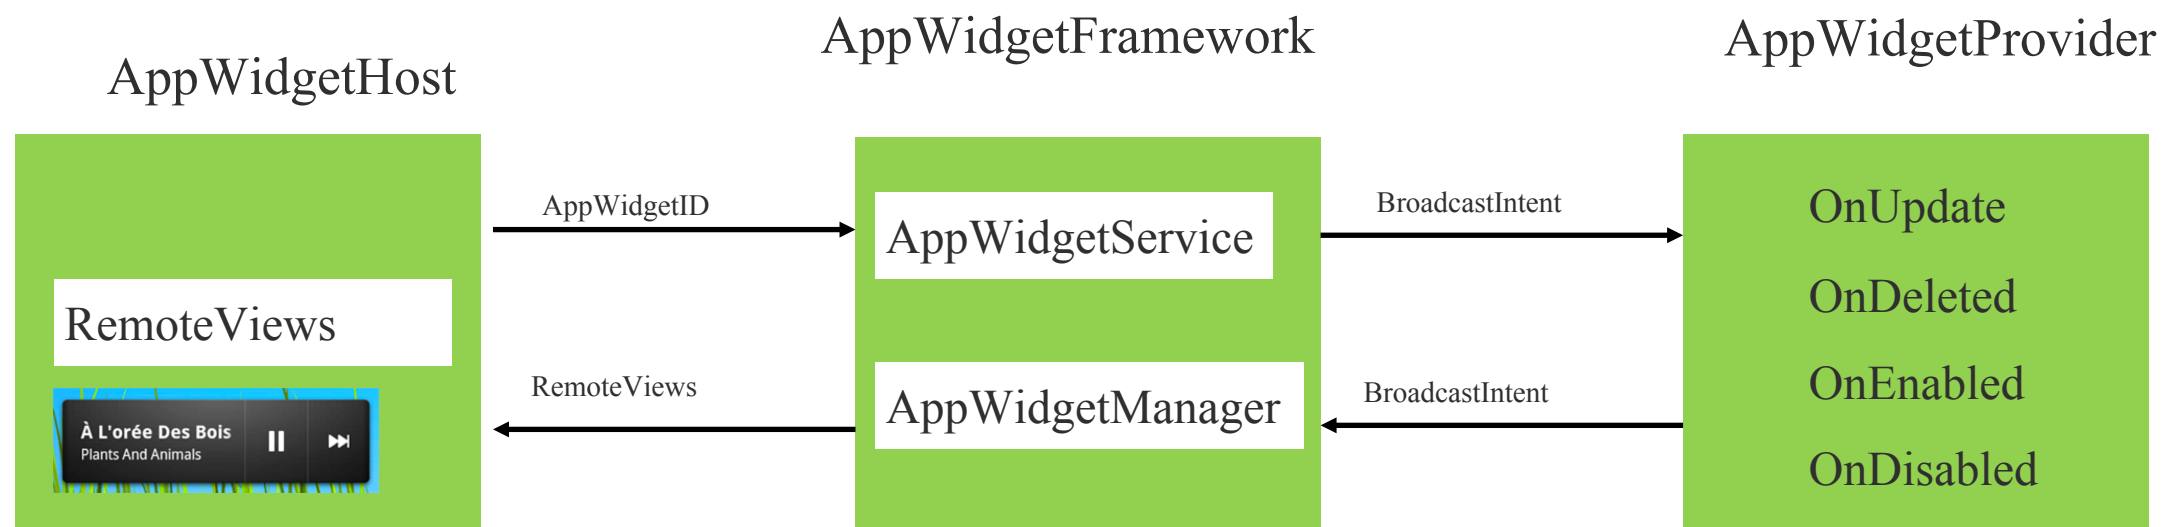 AppWidgetHost
AppWidgetFramework
AppWidgetProvider
AppWidgetID
RemoteViews
À L'orée Des Bois
Plants And Animals
RemoteViews
AppWidgetService
AppWidgetManager
BroadcastIntent
BroadcastIntent
OnUpdate
OnDeleted
OnEnabled
OnDisabled